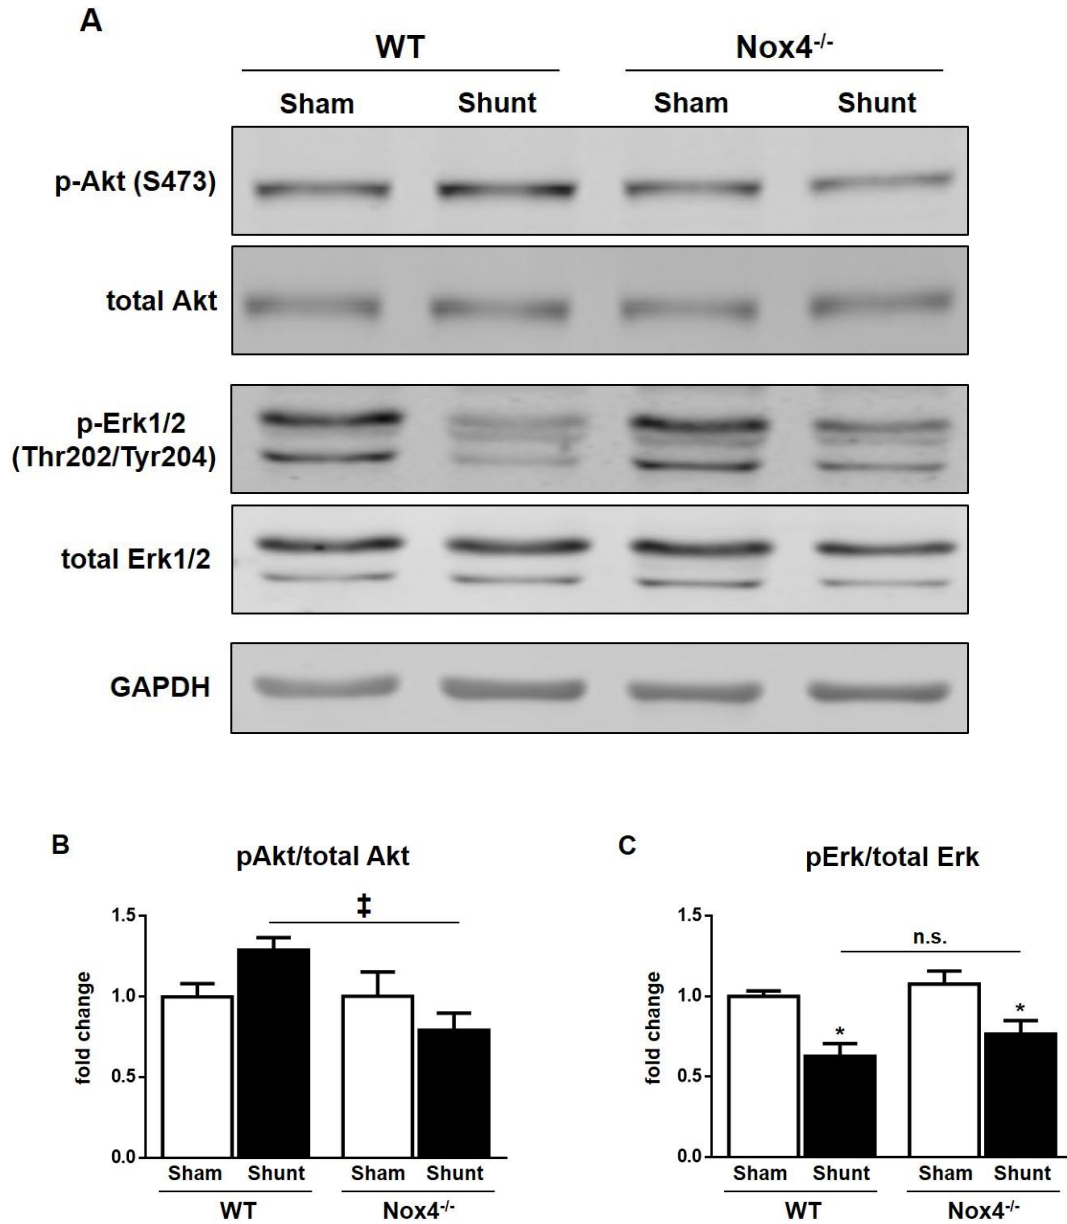 A
WT Nox4-/-
Sham Shunt Sham Shunt
p-Akt (S473)
total Akt
p-Erk1/2
(Thr202/Tyr204)
total Erk1/2
GAPDH
B
pAkt/total Akt
‡
fold change
1.5
1.0
0.5
0.0
Sham Shunt Sham Shunt
WT Nox4-/-
C
pErk/total Erk
n.s.
* *
fold change
1.5
1.0
0.5
0.0
Sham Shunt Sham Shunt
WT Nox4-/-